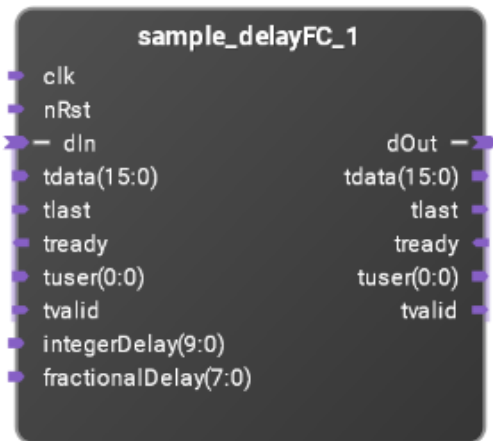 sample_delayFC_1
clk
nRst
dIn dOut
tdata(15:0) tdata(15:0)
tlast tlast
tready tready
tuser(0:0) tuser(0:0)
tvalid tvalid
integerDelay(9:0)
fractionalDelay(7:0)